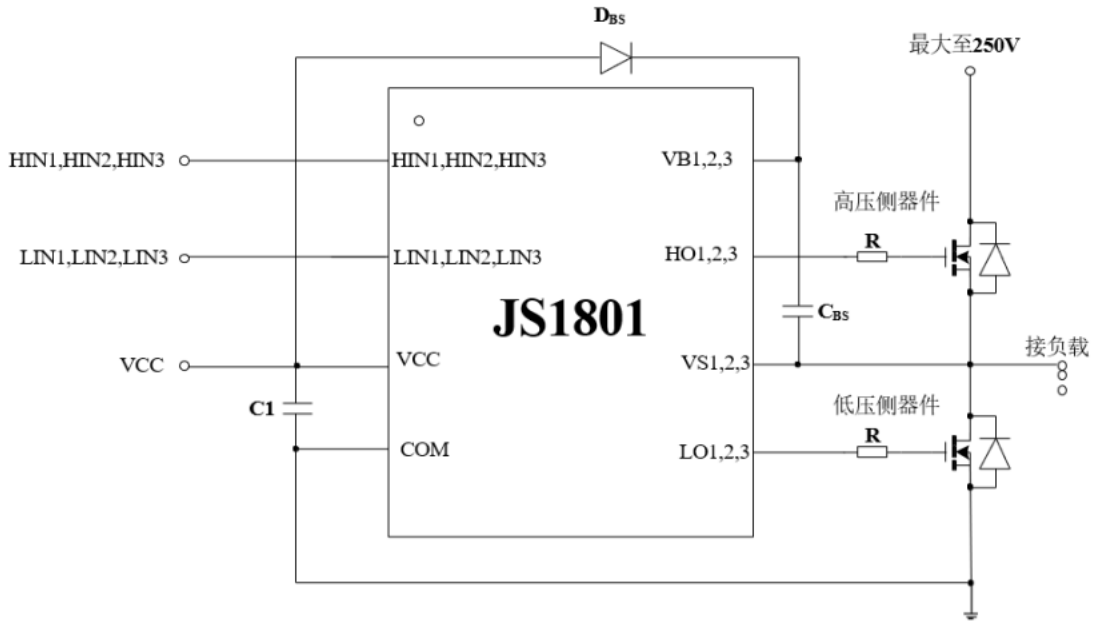 DBS
最大至250V
HIN1,HIN2,HIN3
HIN1,HIN2,HIN3
VB1,2,3
高压侧器件
LIN1,LIN2,LIN3
LIN1,LIN2,LIN3
HO1,2,3
R
JS1801
CBS
VCC
VCC
VS1,2,3
接负载
C1
低压侧器件
COM
LO1,2,3
R